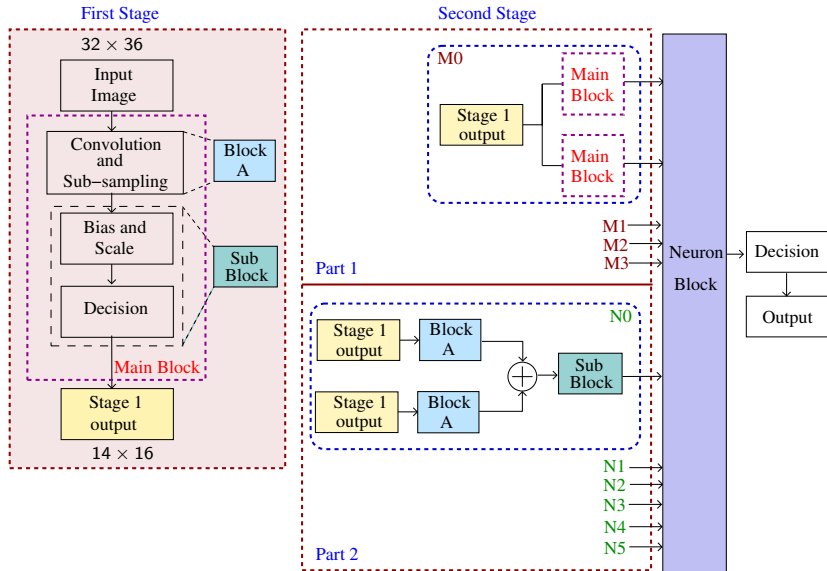 First Stage
32 × 36
Input
Image
Convolution
and
Sub−sampling
Block
A
Bias and
Scale
Sub
Block
Decision
Main Block
Stage 1
output
14 × 16
Second Stage
M0
Main
Block
Stage 1
output
Main
Block
M1
M2
M3
Part 1
N0
Stage 1
output
Block
A
Sub
Block
Stage 1
output
Block
A
N1
N2
N3
N4
N5
Part 2
Neuron
Block
Decision
Output